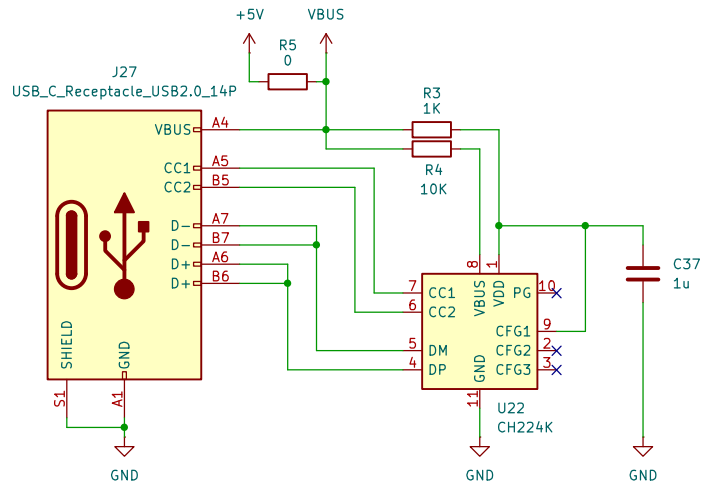 +5V
VBUS
R5
0
J27
USB_C_Receptacle_USB2.0_14P
R3
1K
VBUS
A4
R4
10K
CC1
A5
CC2
B5
D-
A7
D-
B7
D+
A6
D+
B6
8
1
C37
1u
7
CC1
VBUS
VDD
PG
10
6
CC2
CFG1
9
5
DM
CFG2
2
4
DP
CFG3
3
SHIELD
GND
GND
S1
A1
11
U22
CH224K
GND
GND
GND